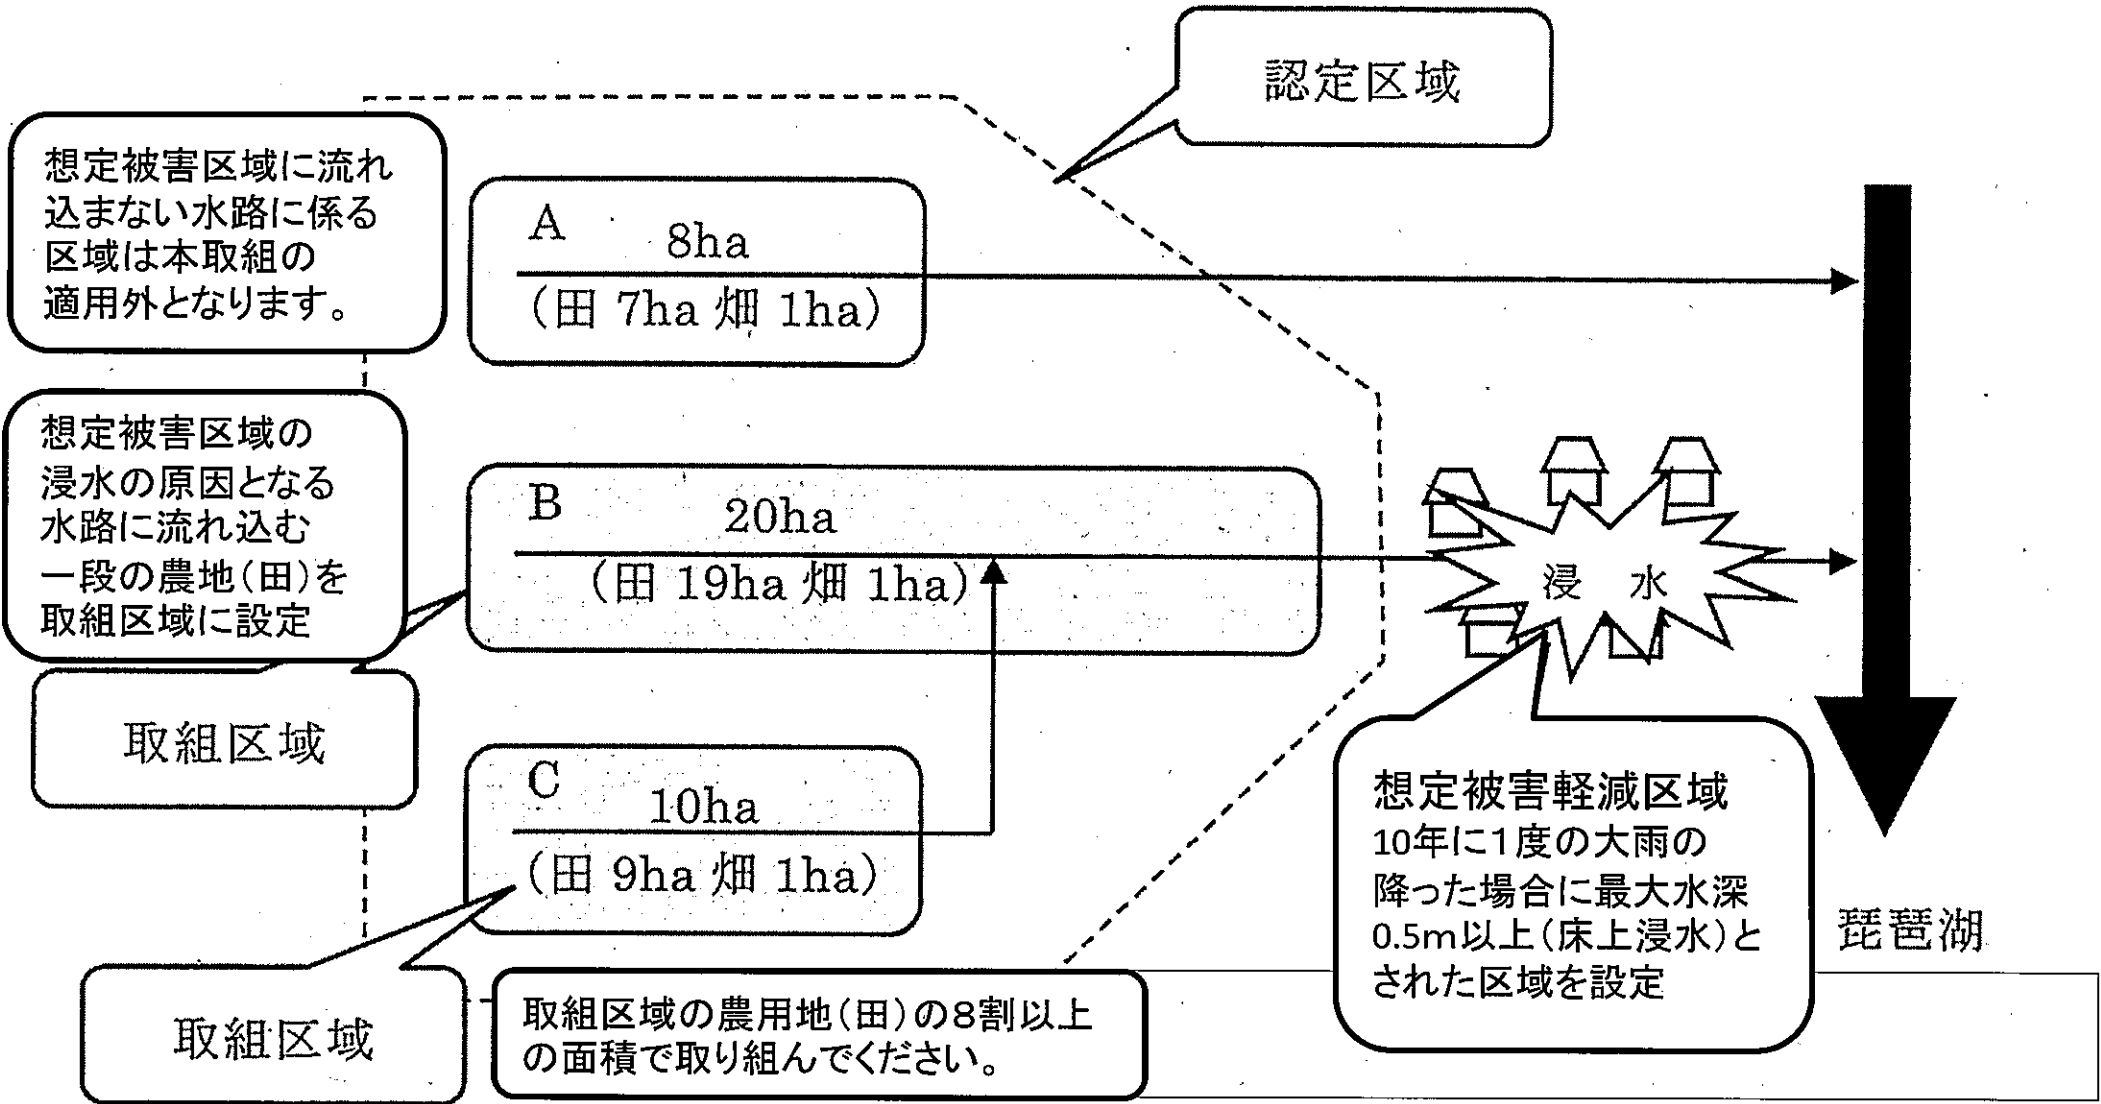 認定区域
想定被害区域に流れ
込まない水路に係る
区域は本取組の
適用外となります。
A
8ha
（田 7ha 畑 1ha）
想定被害区域の
浸水の原因となる
水路に流れ込む
一段の農地（田）を
取組区域に設定
B
20ha
（田 19ha 畑 1ha）
浸 水
取組区域
C
10ha
（田 9ha 畑 1ha）
想定被害軽減区域
10年に１度の大雨の
降った場合に最大水深
0.5m以上（床上浸水）と
された区域を設定
琵琶湖
取組区域
取組区域の農用地（田）の８割以上
の面積で取り組んでください。